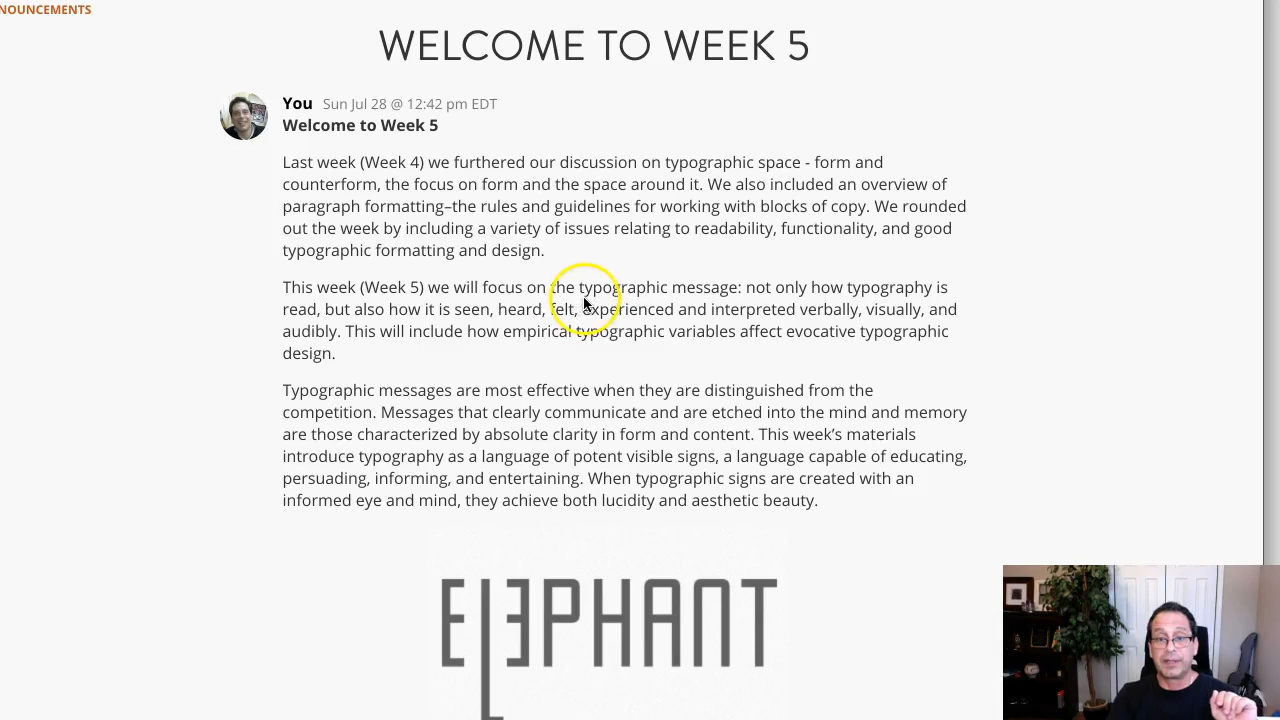 NOUNCEMENTS
WELCOME TO WEEK 5
You Sun Jul 28 @ 12:42 pm EDT
Welcome to Week 5
Last week (Week 4) we furthered our discussion on typographic space - form and
counterform, the focus on form and the space around it. We also included an overview of
paragraph formatting–the rules and guidelines for working with blocks of copy. We rounded
out the week by including a variety of issues relating to readability, functionality, and good
typographic formatting and design.
This week (Week 5) we will focus on the typographic message: not only how typography is
read, but also how it is seen, heard, felt, experienced and interpreted verbally, visually, and
audibly. This will include how empirical typographic variables affect evocative typographic
design.
Typographic messages are most effective when they are distinguished from the
competition. Messages that clearly communicate and are etched into the mind and memory
are those characterized by absolute clarity in form and content. This week’s materials
introduce typography as a language of potent visible signs, a language capable of educating,
persuading, informing, and entertaining. When typographic signs are created with an
informed eye and mind, they achieve both lucidity and aesthetic beauty.
ELEPHANT